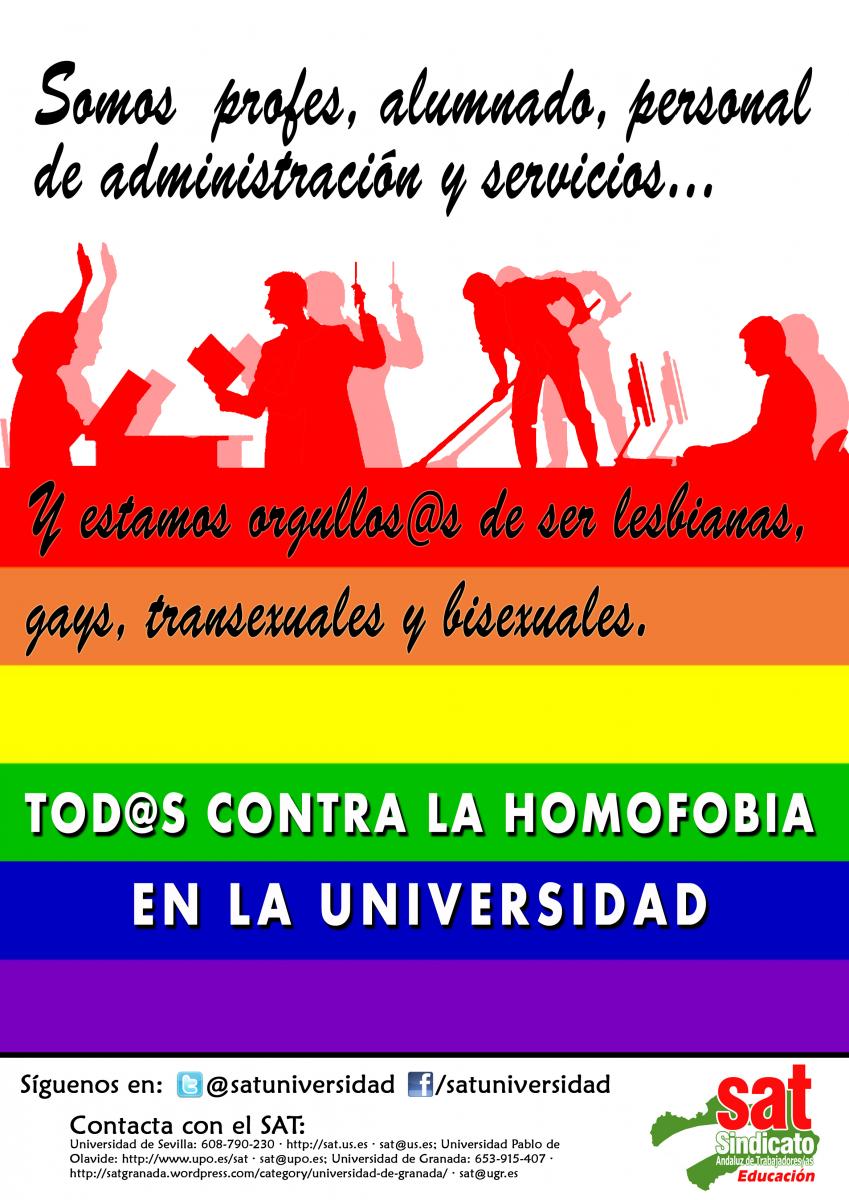 Somos profes, alumnado, personal
de administración y servicios...
Y estamos orgullos@s de ser lesbianas,
gays, transexuales y bisexuales.
TOD@S CONTRA LA HOMOFOBIA
EN LA UNIVERSIDAD
Síguenos en: @satuniversidad /satuniversidad
Contacta con el SAT:
Universidad de Sevilla: 608-790-230 · http://sat.us.es · sat@us.es; Universidad Pablo de
Olavide: http://www.upo.es/sat · sat@upo.es; Universidad de Granada: 653-915-407 ·
http://satgranada.wordpress.com/category/universidad-de-granada/ · sat@ugr.es
sat
Sindicato
Andaluz de Trabajadores/as
Educación